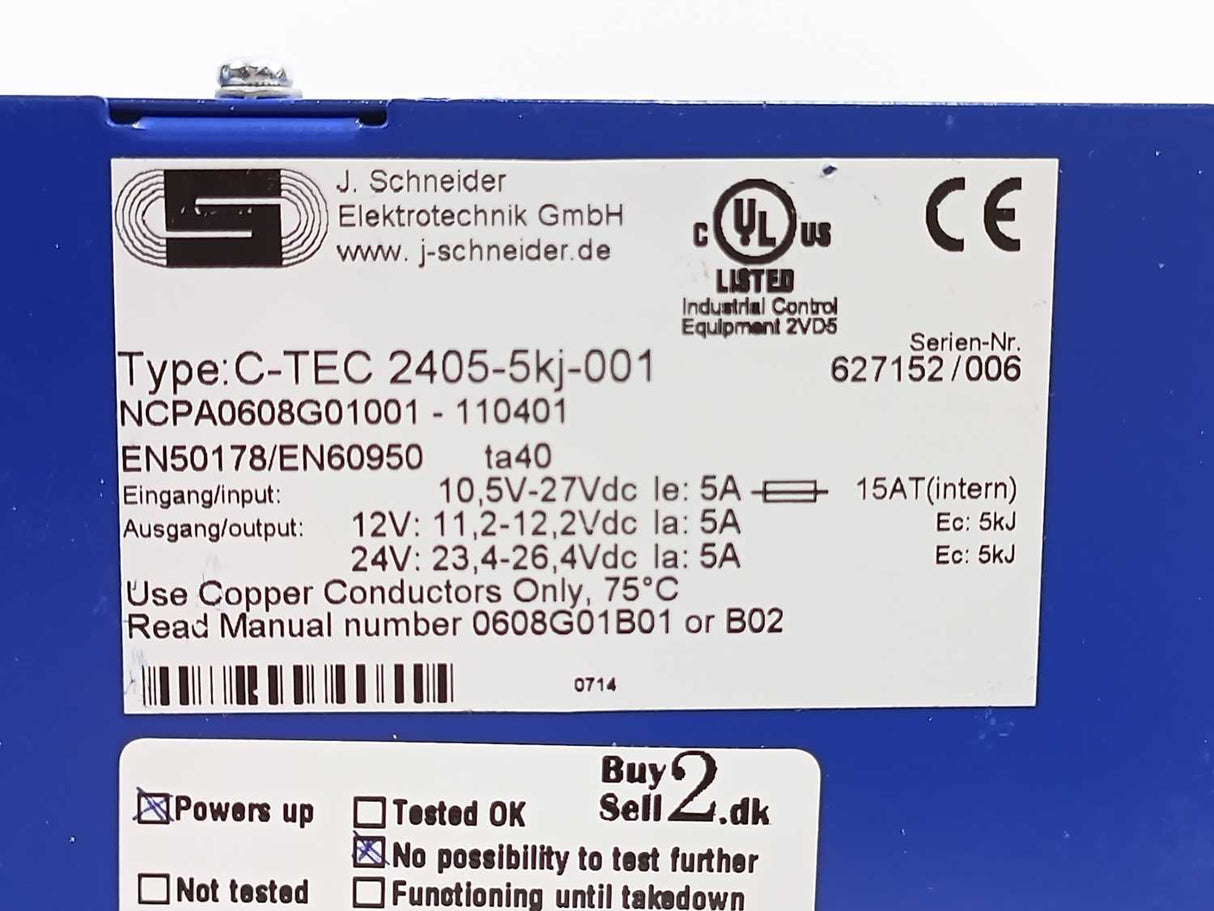 J. Schneider
Elektrotechnik GmbH
www. j-schneider.de
C UL US
LISTED
Industrial Control
Equipment 2VD5
CE
Serien-Nr.
627152/006
Type:C-TEC 2405-5kj-001
NCPA0608G01001 - 110401
EN50178/EN60950 ta40
Eingang/input: 10,5V-27Vdc Ie: 5A 15AT(intern)
Ausgang/output: 12V: 11,2-12,2Vdc Ia: 5A Ec: 5kJ
24V: 23,4-26,4Vdc Ia: 5A Ec: 5kJ
Use Copper Conductors Only, 75°C
Read Manual number 0608G01B01 or B02
0714
Buy2Sell.dk
Powers up
Tested OK
No possibility to test further
Not tested
Functioning until takedown